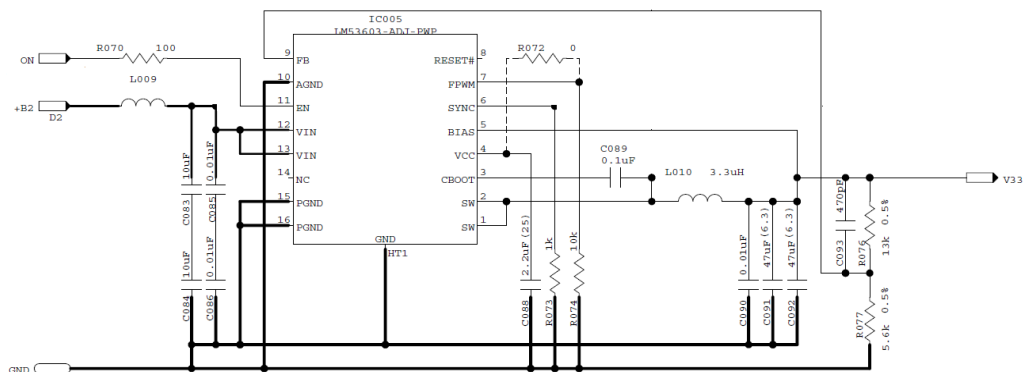 IC005
LM53603-ADJ-PWP
ON
R070 100
L009
+B2
D2
9 FB
10 AGND
11 EN
12 VIN
13 VIN
14 NC
15 PGND
16 PGND
GND
HT1
RESET# 8
FPWM 7
SYNC 6
BIAS 5
VCC 4
CBOOT 3
SW 2
SW 1
R072 0
C089
0.1uF
L010 3.3uH
V33
10uF
C083
0.01uF
C085
10uF
C084
0.01uF
C086
2.2uF(25)
C088
1k
R073
10k
R074
0.01uF
C090
47uF(6.3)
C091
47uF(6.3)
C092
470pF
C093
R076
13k 0.5%
R077
5.6k 0.5%
GND